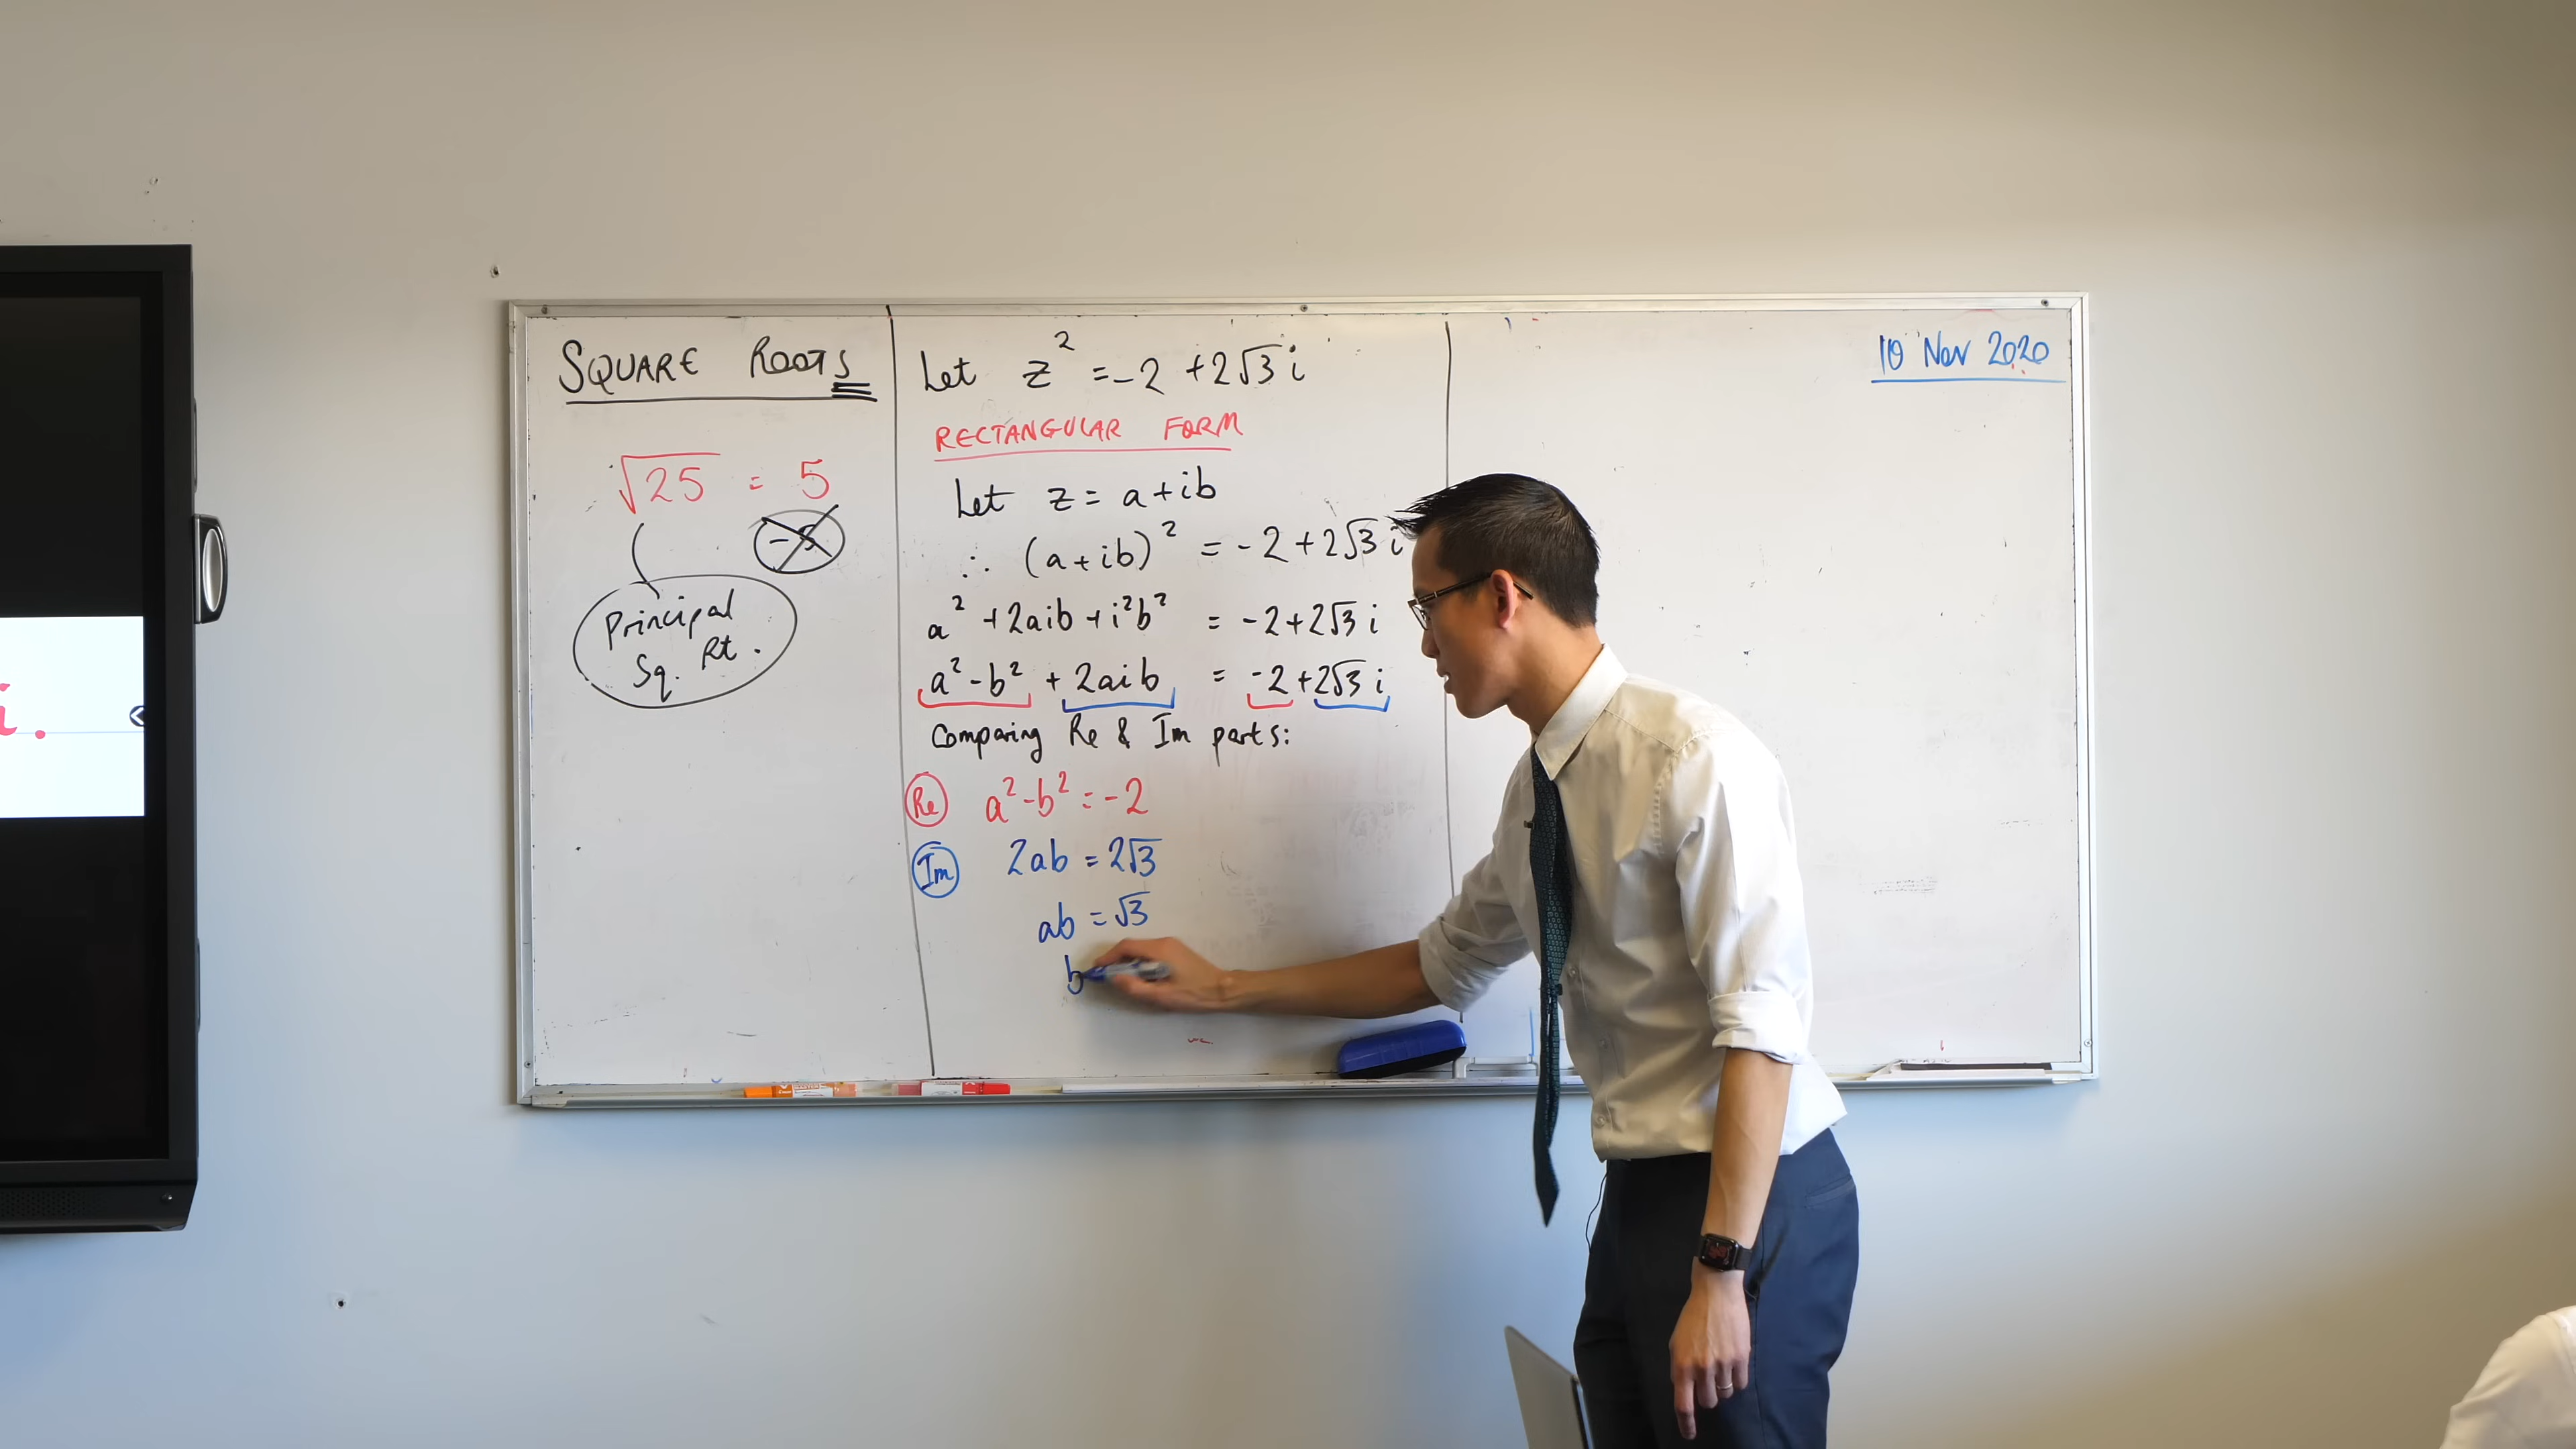 SQUARE ROOTS
√25 = 5
-5
Principal
Sq. Rt.
Let z² = -2 + 2√3 i
RECTANGULAR FORM
Let z = a + ib
∴ (a + ib)² = -2 + 2√3 i
a² + 2aib + i²b² = -2 + 2√3 i
a² - b² + 2aib = -2 + 2√3 i
Comparing Re & Im parts:
Re a² - b² = -2
Im 2ab = 2√3
ab = √3
b
10 Nov 2020
i.